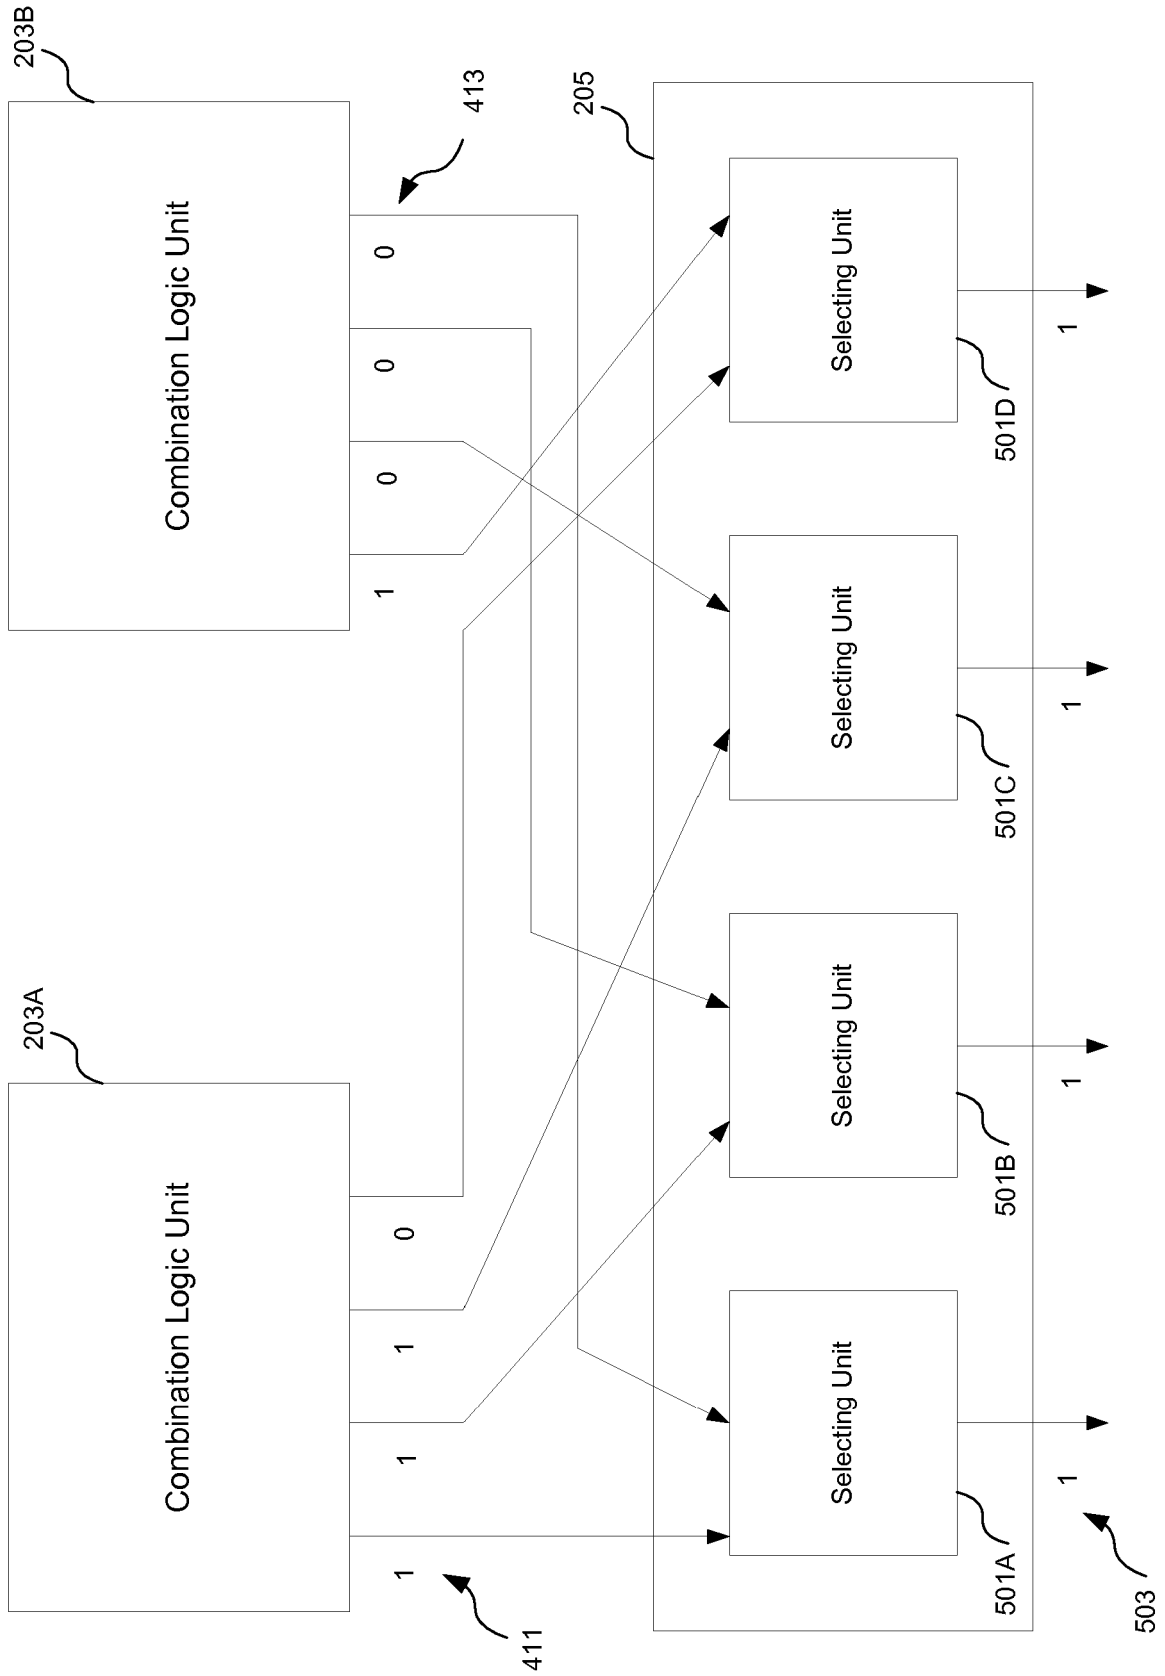 203A
203B
Combination Logic Unit
Combination Logic Unit
1
1
1
0
1
0
0
0
413
411
205
Selecting Unit
Selecting Unit
Selecting Unit
Selecting Unit
501A
501B
501C
501D
1
1
1
1
503